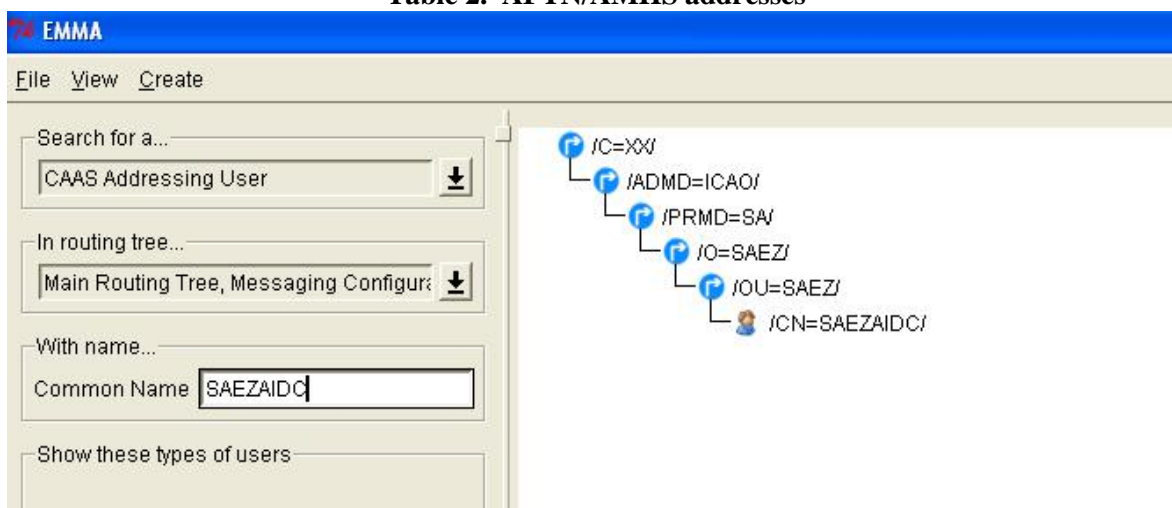 Table 2. AFTN/AMHS addresses
EMMA
File View Create
Search for a...
CAAS Addressing User
In routing tree...
Main Routing Tree, Messaging Configura
With name...
Common Name SAEZAIDC
Show these types of users
/C=XX/
/ADMD=ICAO/
/PRMD=SA/
/O=SAEZ/
/OU=SAEZ/
/CN=SAEZAIDC/